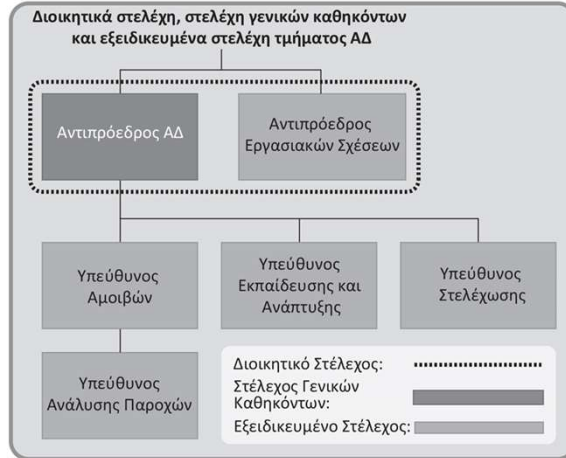 Διοικητικά στελέχη, στελέχη γενικών καθηκόντων
και εξειδικευμένα στελέχη τμήματος ΑΔ
Αντιπρόεδρος ΑΔ
Αντιπρόεδρος
Εργασιακών Σχέσεων
Υπεύθυνος
Αμοιβών
Υπεύθυνος
Εκπαίδευσης και
Ανάπτυξης
Υπεύθυνος
Στελέχωσης
Υπεύθυνος
Ανάλυσης Παροχών
Διοικητικό Στέλεχος:
Στέλεχος Γενικών
Καθηκόντων:
Εξειδικευμένο Στέλεχος: